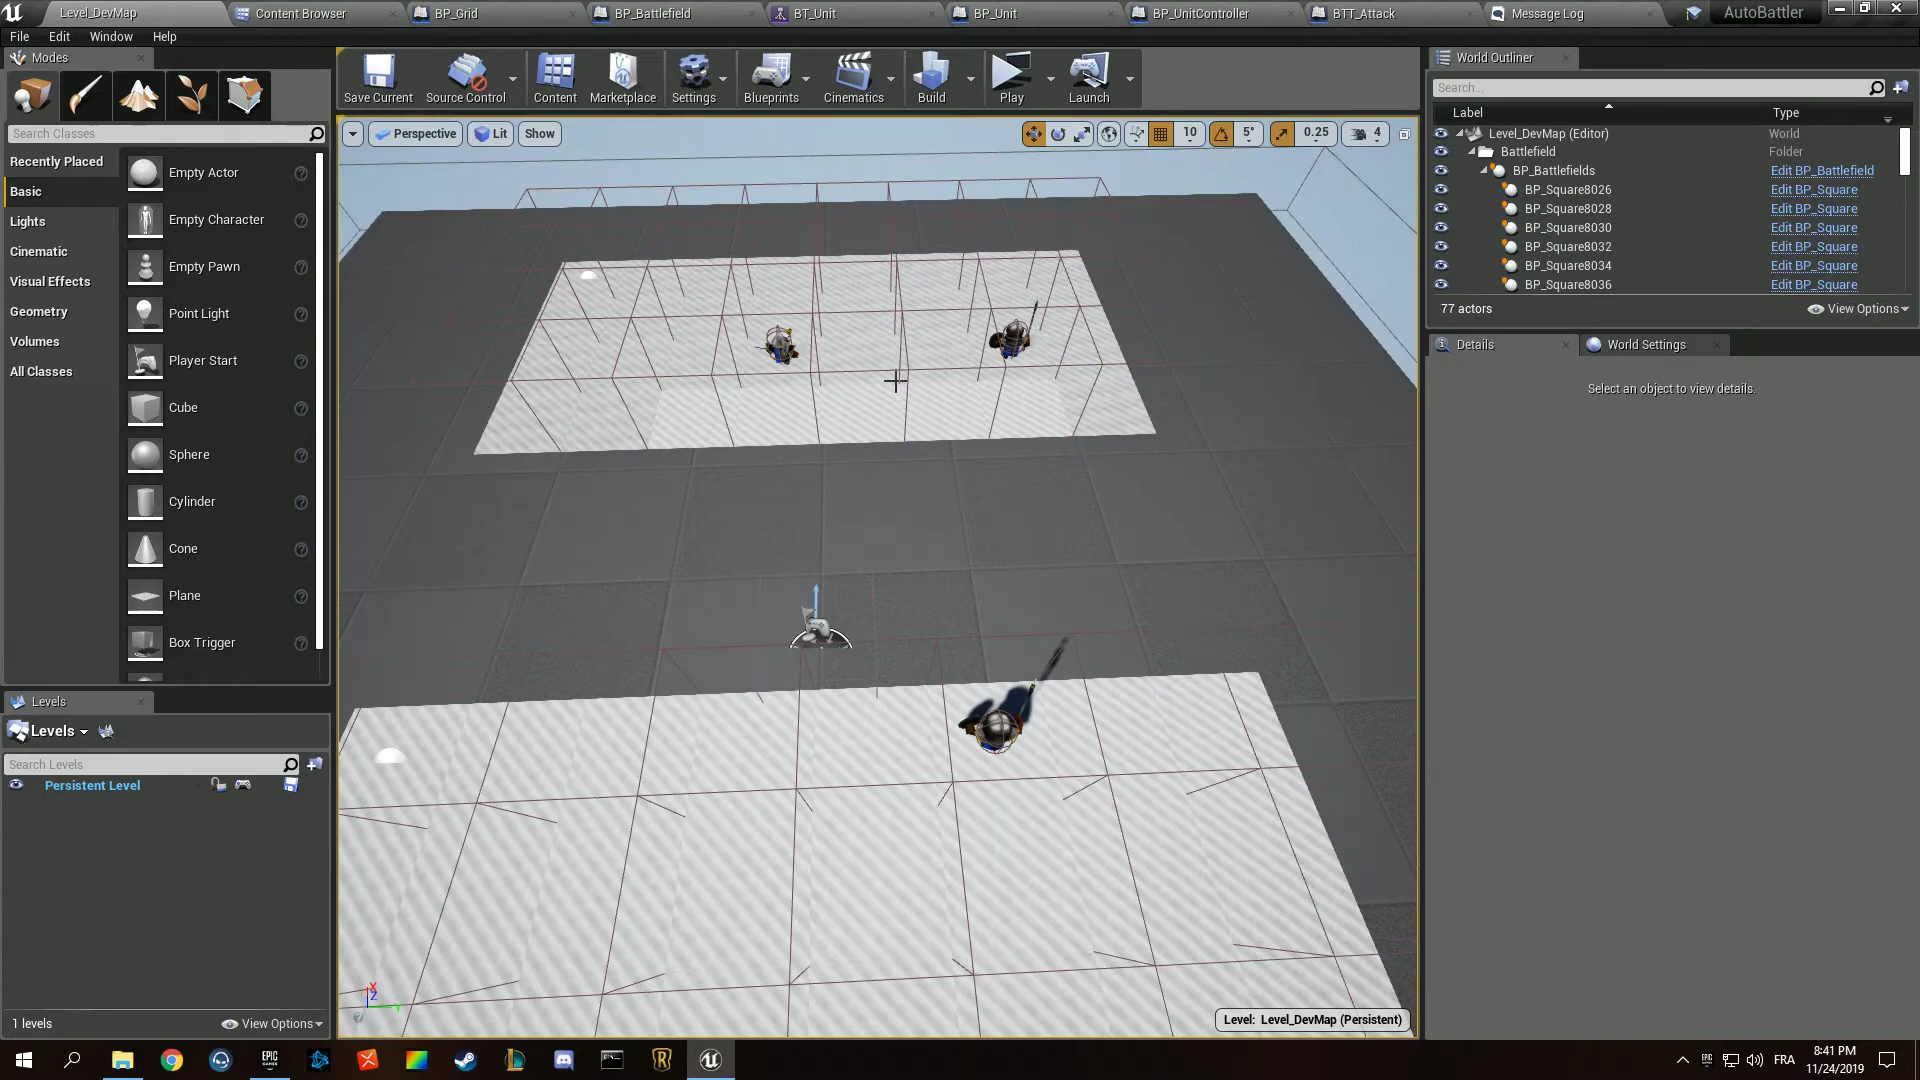 Level_DevMap
Content Browser
BP_Grid
BP_Battlefield
BT_Unit
BP_Unit
BP_UnitController
BTT_Attack
Message Log
AutoBattler
File Edit Window Help
Modes
Save Current
Source Control
Content
Marketplace
Settings
Blueprints
Cinematics
Build
Play
Launch
World Outliner
Search...
Label Type
Search Classes
Perspective
Lit
Show
10
5°
0.25
4
Recently Placed
Basic
Lights
Cinematic
Visual Effects
Geometry
Volumes
All Classes
Empty Actor
Empty Character
Empty Pawn
Point Light
Player Start
Cube
Sphere
Cylinder
Cone
Plane
Box Trigger
Level_DevMap (Editor) World
Battlefield Folder
BP_Battlefields Edit BP_Battlefield
BP_Square8026 Edit BP_Square
BP_Square8028 Edit BP_Square
BP_Square8030 Edit BP_Square
BP_Square8032 Edit BP_Square
BP_Square8034 Edit BP_Square
BP_Square8036 Edit BP_Square
77 actors
View Options
Details
World Settings
Select an object to view details.
Levels
Levels
Search Levels
Persistent Level
1 levels
View Options
X
Z
Y
Level: Level_DevMap (Persistent)
EPIC GAMES
FRA
8:41 PM
11/24/2019